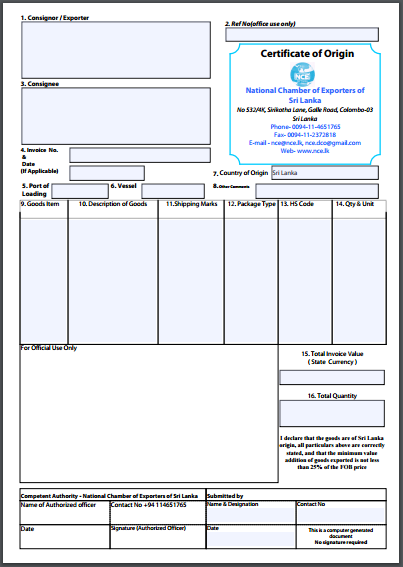 1. Consignor / Exporter
2. Ref No(office use only)
Certificate of Origin
NCE
National Chamber of Exporters of
Sri Lanka
No 532/4K, Sirikotha Lane, Galle Road, Colombo-03
Sri Lanka
Phone- 0094-11-4651765
Fax- 0094-11-2372818
E-mail - nce@nce.lk, nce.dco@gmail.com
Web- www.nce.lk
3. Consignee
4. Invoice No.
&
Date
(If Applicable)
7. Country of Origin Sri Lanka
5. Port of
Loading
6. Vessel
8. Other Comments
9. Goods Item
10. Description of Goods
11.Shipping Marks
12. Package Type
13. HS Code
14. Qty & Unit
For Official Use Only
15. Total Invoice Value
( State Currency )
16. Total Quantity
I declare that the goods are of Sri Lanka
origin, all particulars above are correctly
stated, and that the minimum value
addition of goods exported is not less
than 25% of the FOB price
Competent Authority - National Chamber of Exporters of Sri Lanka
Submitted by
Name of Authorized officer
Contact No +94 114651765
Name & Designation
Contact No
Date
Signature (Authorized Officer)
Date
This is a computer generated
document
No signature required